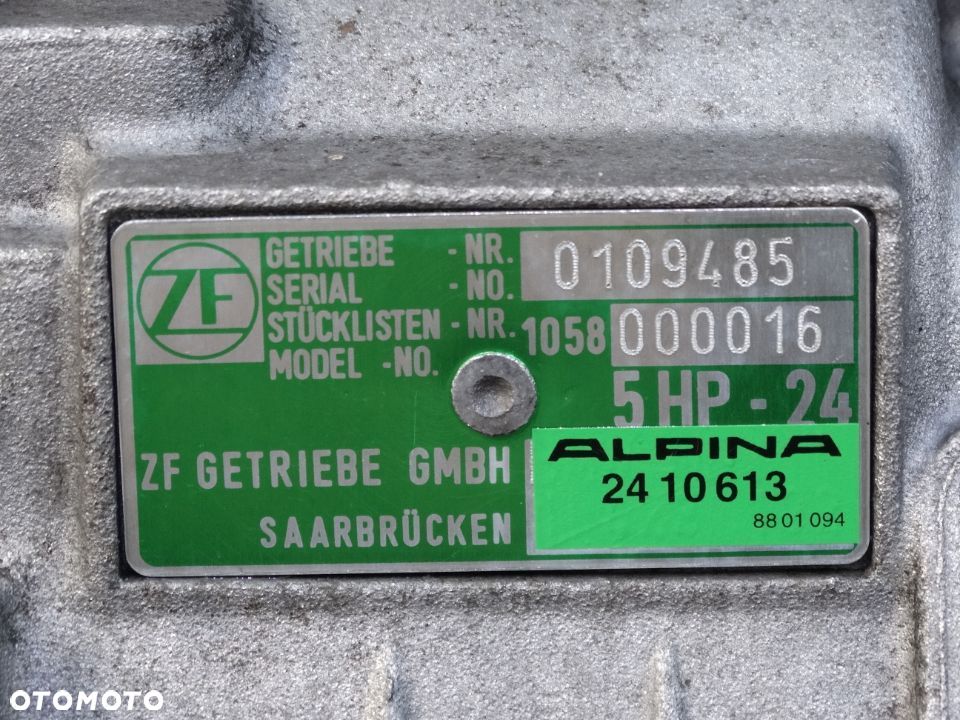 ZF
GETRIEBE - NR. 0109485
SERIAL - NO.
STÜCKLISTEN - NR. 1058 000016
MODEL - NO.
5 HP - 24
ZF GETRIEBE GMBH
SAARBRÜCKEN
ALPINA
24 10 613
88 01 094
OTOMOTO